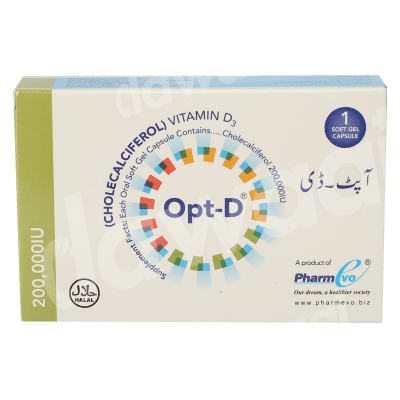 (CHOLECALCIFEROL) VITAMIN D3
Supplement Facts: Each Oral Soft Gel Capsule Contains.....Cholecalciferol 200,000IU
Opt-D®
200,000IU
1
SOFT GEL
CAPSULE
آپٹ-ڈی
A product of
PharmEvo®
Our dream, a healthier society
www.pharmevo.biz
حلال
HALAL
dawaai